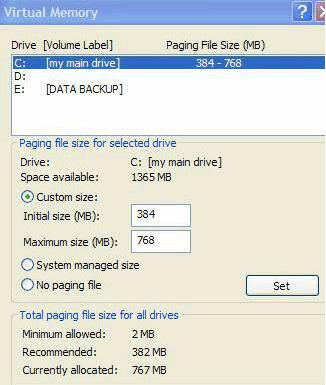 Virtual Memory
Drive [Volume Label] Paging File Size (MB)
C: [my main drive] 384 - 768
D:
E: [DATA BACKUP]
Paging file size for selected drive
Drive: C: [my main drive]
Space available: 1365 MB
Custom size:
Initial size (MB): 384
Maximum size (MB): 768
System managed size
No paging file Set
Total paging file size for all drives
Minimum allowed: 2 MB
Recommended: 382 MB
Currently allocated: 767 MB